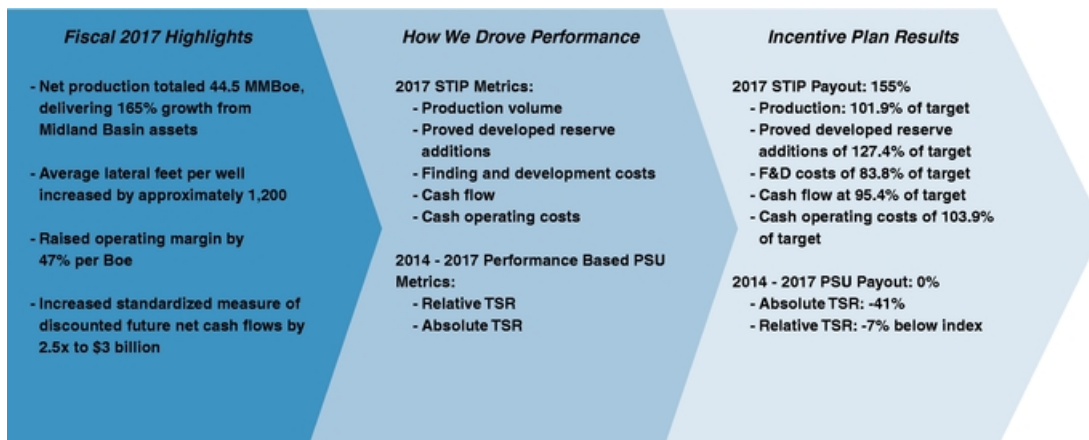 Fiscal 2017 Highlights
- Net production totaled 44.5 MMBoe,
delivering 165% growth from
Midland Basin assets
- Average lateral feet per well
increased by approximately 1,200
- Raised operating margin by
47% per Boe
- Increased standardized measure of
discounted future net cash flows by
2.5x to $3 billion
How We Drove Performance
2017 STIP Metrics:
- Production volume
- Proved developed reserve
additions
- Finding and development costs
- Cash flow
- Cash operating costs
2014 - 2017 Performance Based PSU
Metrics:
- Relative TSR
- Absolute TSR
Incentive Plan Results
2017 STIP Payout: 155%
- Production: 101.9% of target
- Proved developed reserve
additions of 127.4% of target
- F&D costs of 83.8% of target
- Cash flow at 95.4% of target
- Cash operating costs of 103.9%
of target
2014 - 2017 PSU Payout: 0%
- Absolute TSR: -41%
- Relative TSR: -7% below index